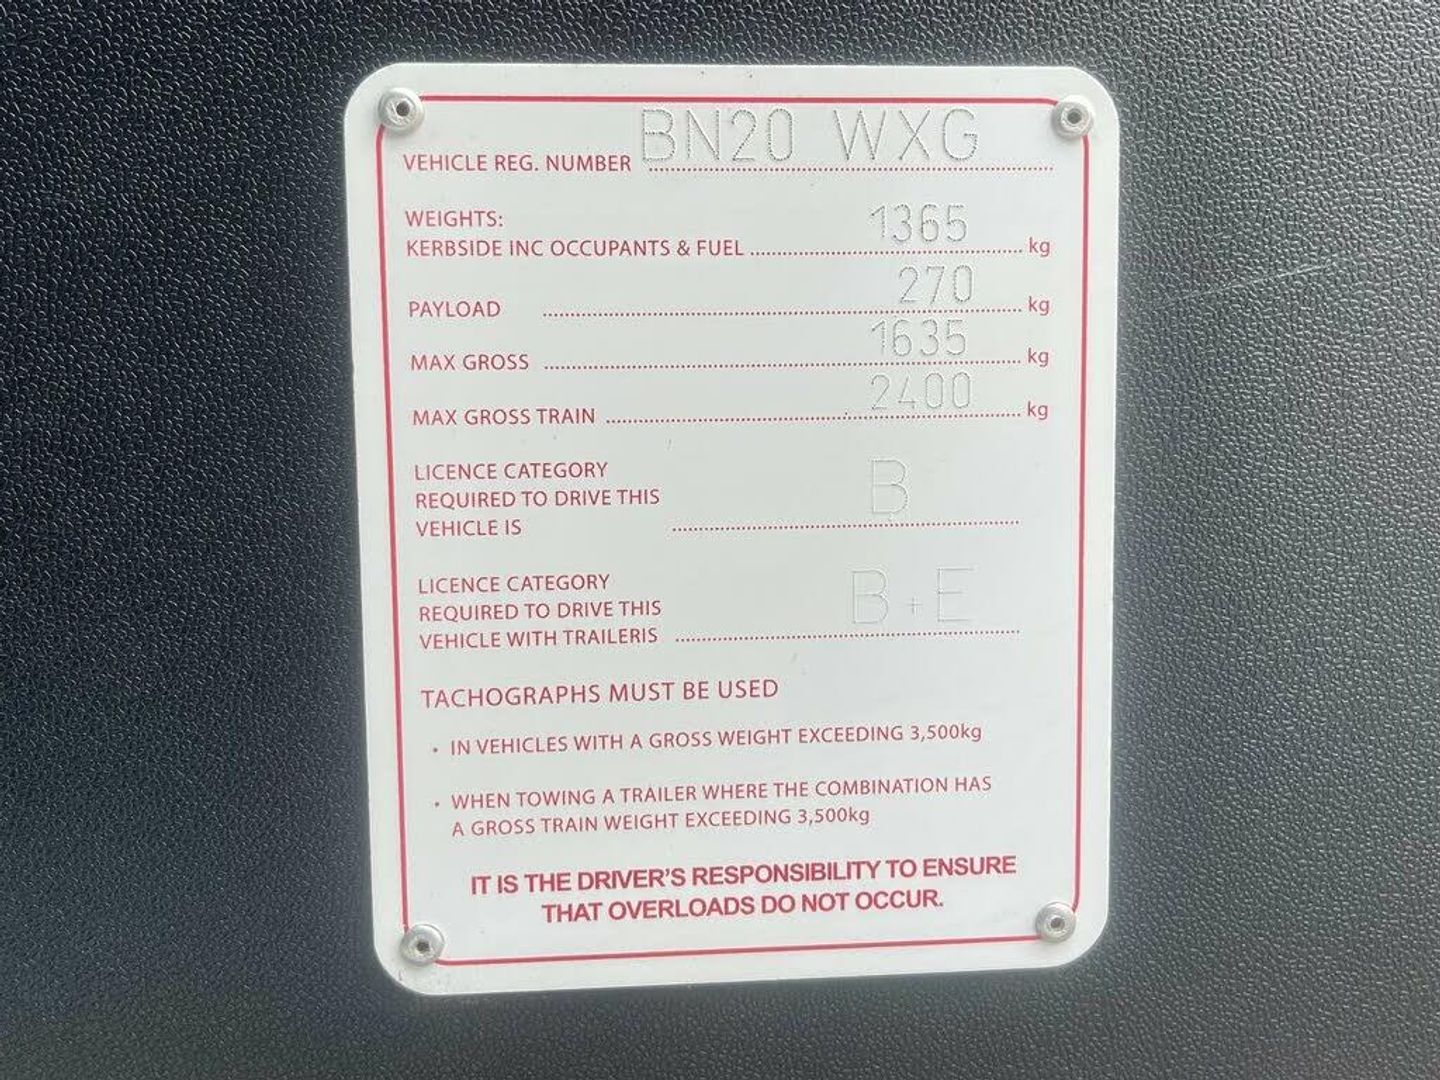 VEHICLE REG. NUMBER BN20 WXG
WEIGHTS:
KERBSIDE INC OCCUPANTS & FUEL 1365 kg
PAYLOAD 270 kg
MAX GROSS 1635 kg
MAX GROSS TRAIN 2400 kg
LICENCE CATEGORY
REQUIRED TO DRIVE THIS
VEHICLE IS B
LICENCE CATEGORY
REQUIRED TO DRIVE THIS
VEHICLE WITH TRAILERIS B+E
TACHOGRAPHS MUST BE USED
• IN VEHICLES WITH A GROSS WEIGHT EXCEEDING 3,500kg
• WHEN TOWING A TRAILER WHERE THE COMBINATION HAS
A GROSS TRAIN WEIGHT EXCEEDING 3,500kg
IT IS THE DRIVER'S RESPONSIBILITY TO ENSURE
THAT OVERLOADS DO NOT OCCUR.